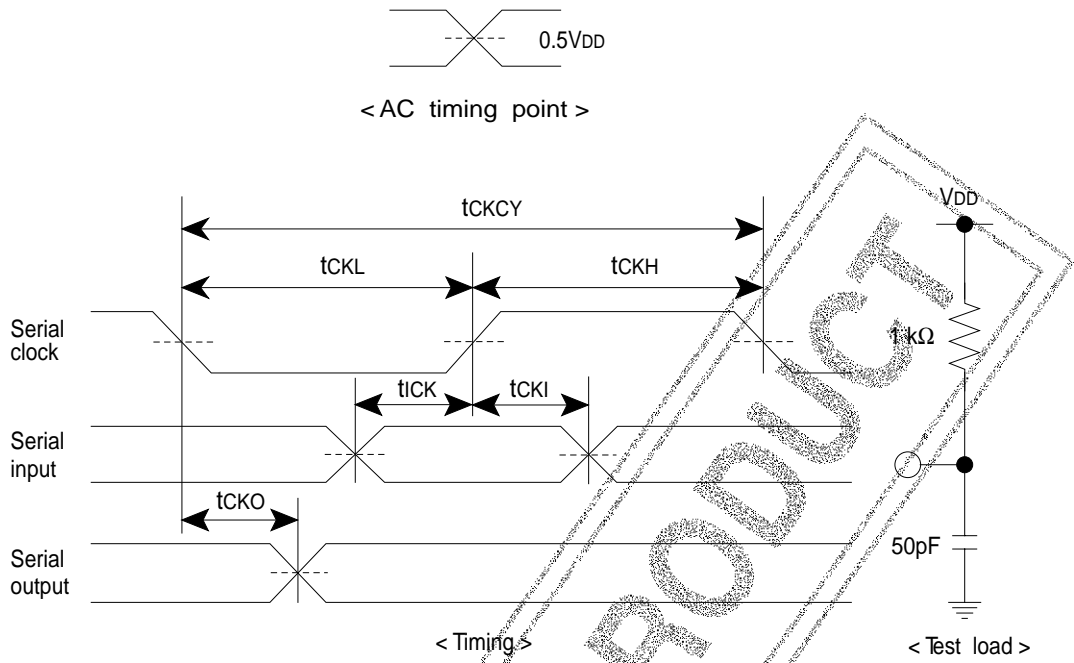 0.5VDD
< AC timing point >
tCKCY
tCKL
tCKH
Serial
clock
tICK
tCKI
Serial
input
tCKO
Serial
output
< Timing >
VDD
1 kΩ
50pF
< Test load >
PRODUCT